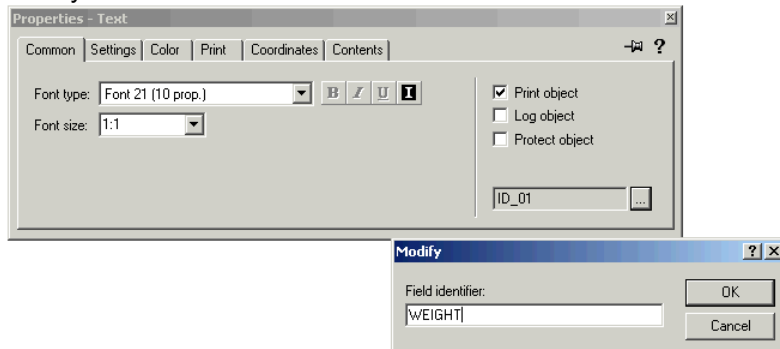 Properties - Text
Common Settings Color Print Coordinates Contents ?
Font type: Font 21 (10 prop.) B I U I
Font size: 1:1
Print object
Log object
Protect object
ID_01 ...
Modify ? X
Field identifier:
WEIGHT
OK
Cancel